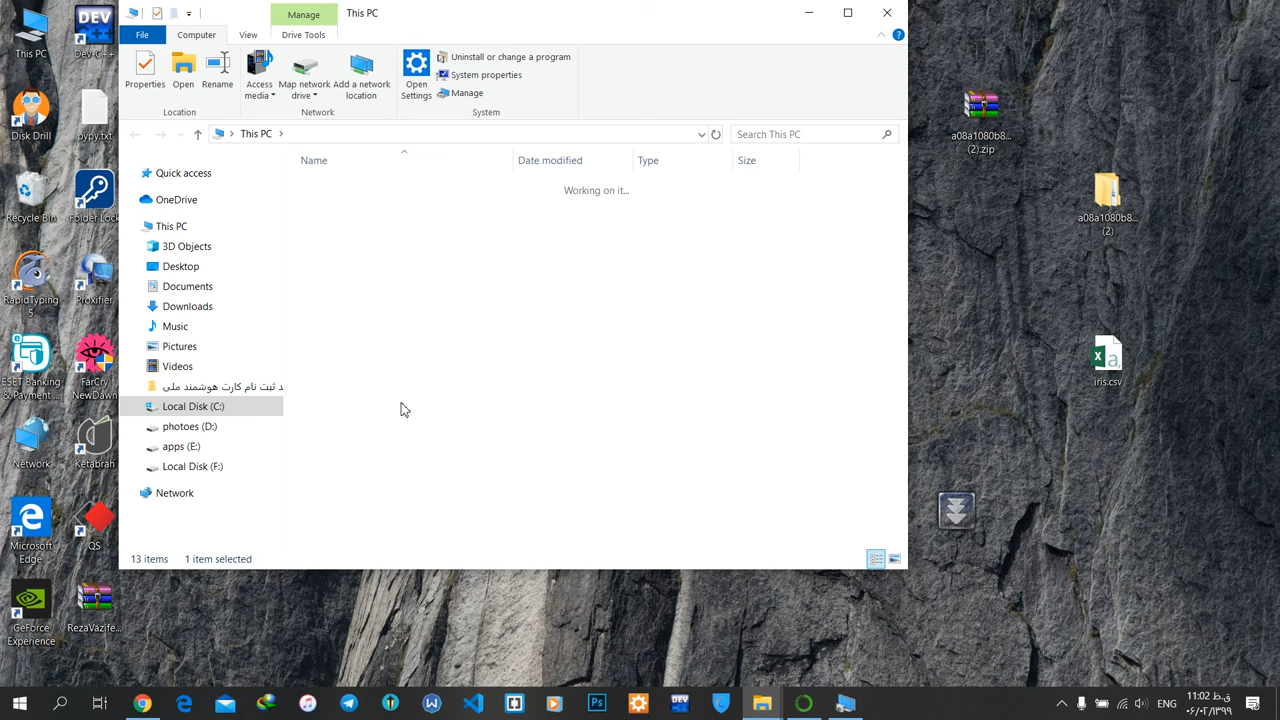 Manage
This PC
File
Computer
View
Drive Tools
Properties
Open
Rename
Access media
Map network drive
Add a network location
Open Settings
Uninstall or change a program
System properties
Manage
Location
Network
System
This PC
Search This PC
Name
Date modified
Type
Size
Working on it...
Quick access
OneDrive
This PC
3D Objects
Desktop
Documents
Downloads
Music
Pictures
Videos
ثبت نام کارت هوشمند ملی
Local Disk (C:)
photoes (D:)
apps (E:)
Local Disk (F:)
Network
13 items
1 item selected
This PC
Dev-C++
Disk Drill
pypy.txt
Recycle Bin
Folder Lock
RapidTyping 5
Proxifier
ESET Banking & Payment ...
FarCry NewDawn
Network
Ketabrah
Microsoft Edge
QS
GeForce Experience
RezaVazife...
a08a1080b8... (2).zip
a08a1080b8... (2)
iris.csv
ENG
11:02 ق.ظ